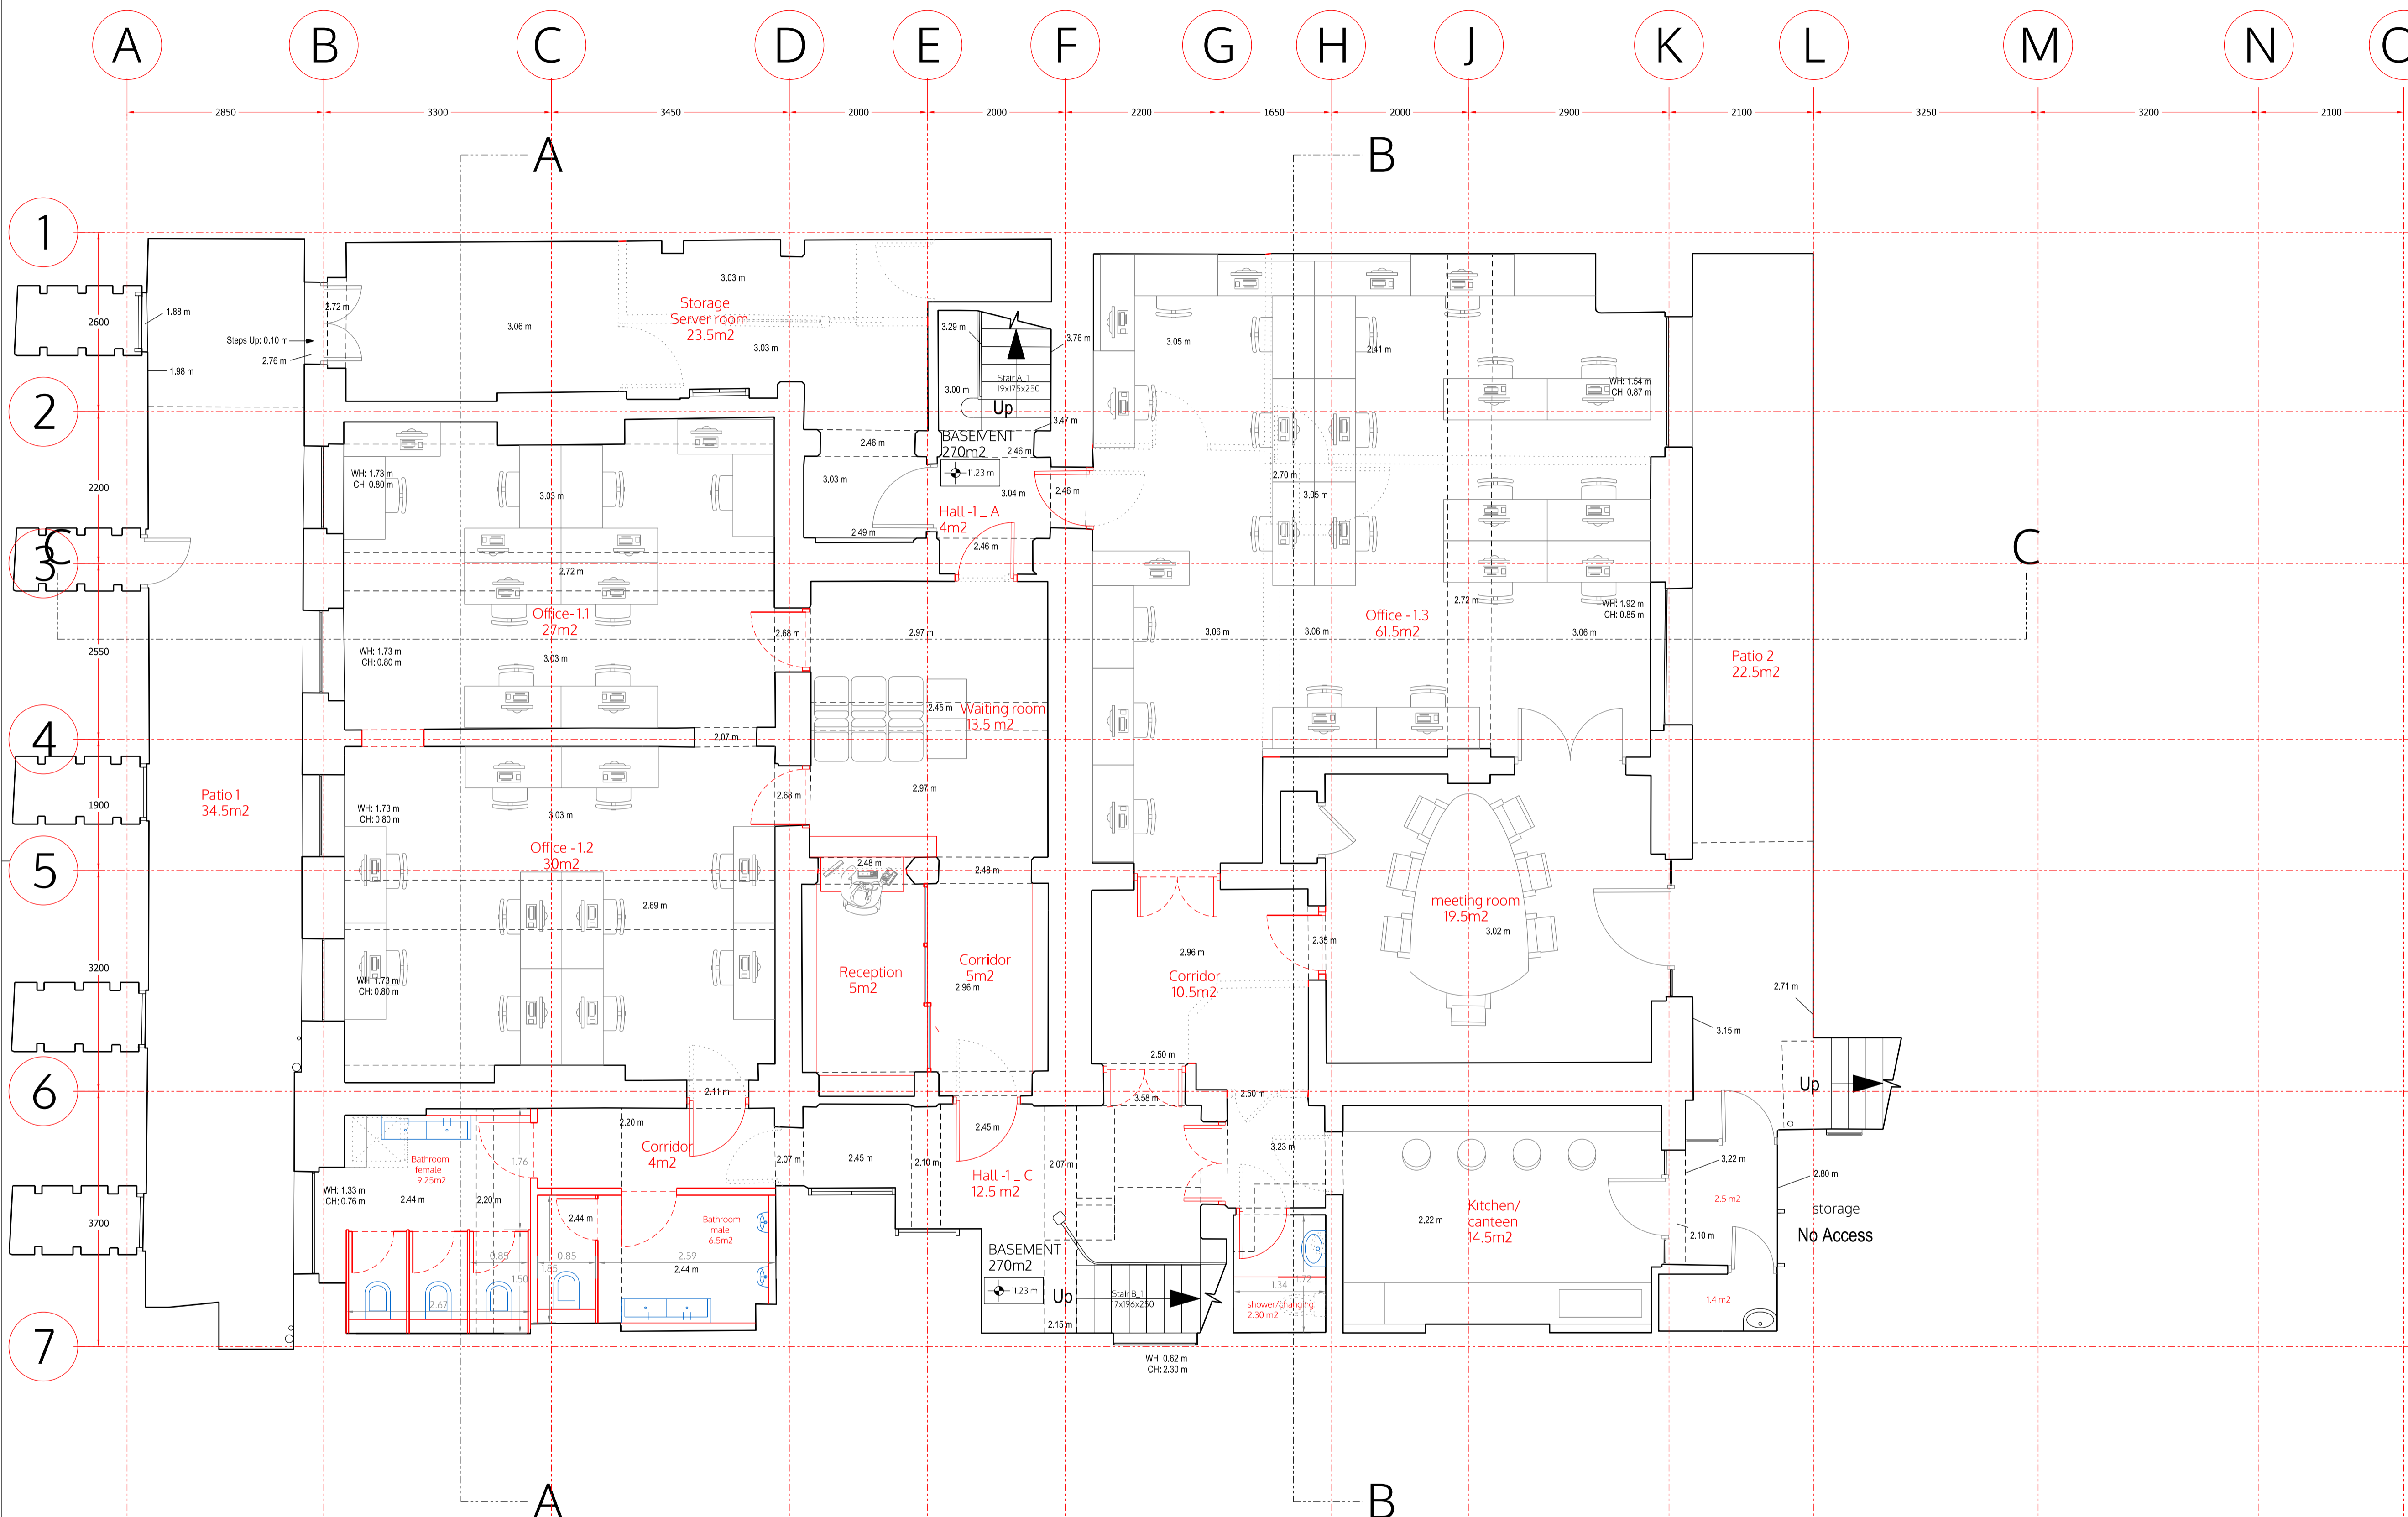 A B C D E F G H J K L M N
2850 3300 3450 2000 2000 2200 1650 2000 2900 2100 3250 3200 2100
A B
1
2600
2
2200
3
2550
4
1900
5
3200
6
3700
7
C C
1.88 m
1.98 m
Steps Up: 0.10 m
2.72 m
2.76 m
3.06 m
3.03 m
Storage
Server room
23.5m2
3.03 m
3.29 m
3.00 m
Stair A_1
19x175x250
Up
3.76 m
3.47 m
BASEMENT
270m2
2.46 m
2.46 m
11.23 m
3.03 m
3.04 m
2.46 m
Hall -1 _ A
4m2
2.49 m
2.46 m
3.05 m
2.41 m
WH: 1.54 m
CH: 0.87 m
2.70 m
3.05 m
WH: 1.73 m
CH: 0.80 m
3.03 m
2.72 m
Office- 1.1
27m2
WH: 1.73 m
CH: 0.80 m
3.03 m
2.68 m
2.97 m
3.06 m
3.06 m
2.72 m
Office - 1.3
61.5m2
WH: 1.92 m
CH: 0.85 m
3.06 m
Patio 2
22.5m2
2.45 m
Waiting room
13.5 m2
2.07 m
2.68 m
2.97 m
Patio 1
34.5m2
WH: 1.73 m
CH: 0.80 m
3.03 m
Office - 1.2
30m2
2.69 m
WH: 1.73 m
CH: 0.80 m
2.48 m
2.48 m
Reception
5m2
Corridor
5m2
2.96 m
2.96 m
Corridor
10.5m2
2.35 m
meeting room
19.5m2
3.02 m
2.71 m
3.15 m
2.50 m
3.58 m
2.50 m
Up
2.11 m
2.20 m
Corridor
4m2
2.07 m
2.45 m
2.10 m
2.45 m
2.07 m
Hall -1 _ C
12.5 m2
3.23 m
Bathroom
female
9.25m2
1.76
WH: 1.33 m
CH: 0.76 m
2.44 m
2.20 m
2.44 m
Bathroom
male
6.5m2
0.85
0.85
2.59
1.85
1.50
2.44 m
2.67
BASEMENT
270m2
11.23 m
Up
Stair B_1
17x196x250
2.15 m
WH: 0.62 m
CH: 2.30 m
1.34
1.72
shower/changing
2.30 m2
2.22 m
Kitchen/
canteen
14.5m2
3.22 m
2.80 m
2.5 m2
storage
No Access
2.10 m
1.4 m2
A B